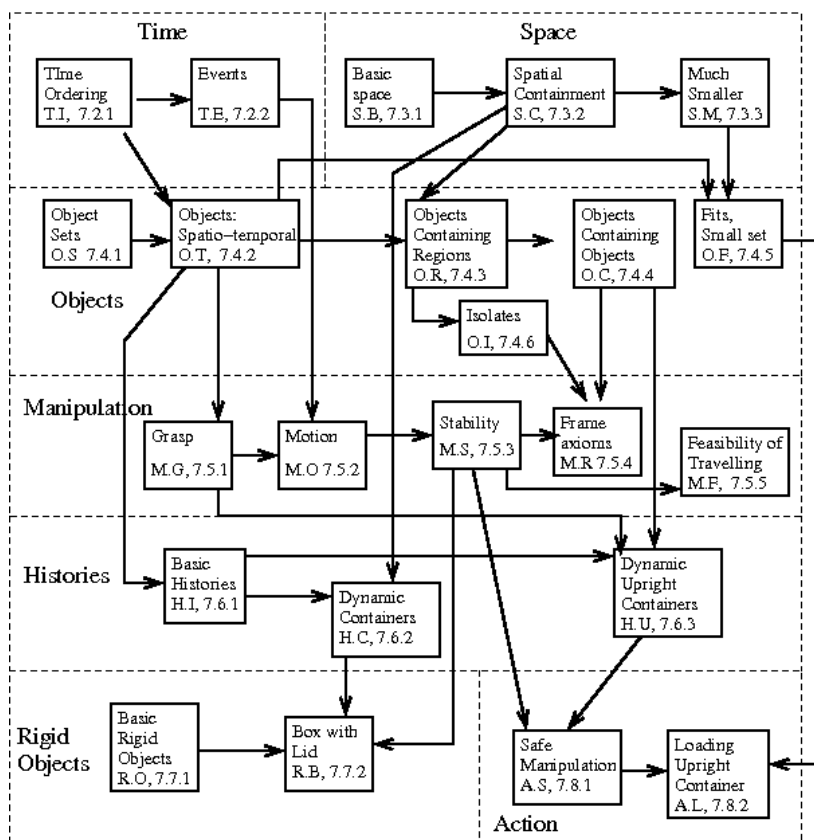 Time
Space
TIme
Ordering
T.I, 7.2.1
Events
T.E, 7.2.2
Basic
space
S.B, 7.3.1
Spatial
Containment
S.C, 7.3.2
Much
Smaller
S.M, 7.3.3
Object
Sets
O.S 7.4.1
Objects:
Spatio-temporal
O.T, 7.4.2
Objects
Containing
Regions
O.R, 7.4.3
Objects
Containing
Objects
O.C, 7.4.4
Fits,
Small set
O.F, 7.4.5
Objects
Isolates
O.I, 7.4.6
Manipulation
Grasp
M.G, 7.5.1
Motion
M.O 7.5.2
Stability
M.S, 7.5.3
Frame
axioms
M.R 7.5.4
Feasibility of
Travelling
M.F, 7.5.5
Histories
Basic
Histories
H.I, 7.6.1
Dynamic
Containers
H.C, 7.6.2
Dynamic
Upright
Containers
H.U, 7.6.3
Rigid
Objects
Basic
Rigid
Objects
R.O, 7.7.1
Box with
Lid
R.B, 7.7.2
Safe
Manipulation
A.S, 7.8.1
Loading
Upright
Container
A.L, 7.8.2
Action